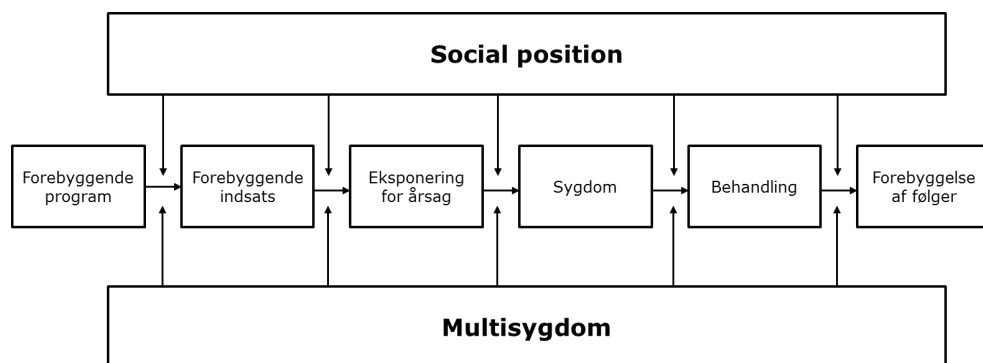 Social position
Forebyggende
program
Forebyggende
indsats
Eksponering
for årsag
Sygdom
Behandling
Forebyggelse
af følger
Multisygdom